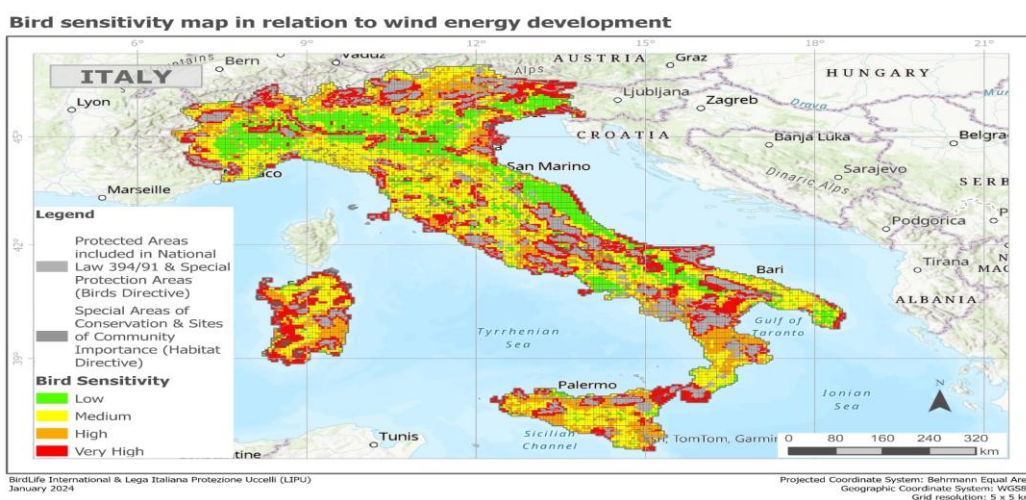 Bird sensitivity map in relation to wind energy development
6° 9° 12° 15° 18° 21°
ITALY
Bern
Vaduz
Alps
AUSTRIA
Graz
HUNGARY
Lyon
Ljubljana
Zagreb
Drava
45°
CROATIA
Banja Luka
Belgra
San Marino
Marseille
Dinaric Alps
Sarajevo
SERB
Legend
Protected Areas
included in National
Law 394/91 & Special
Protection Areas
(Birds Directive)
Special Areas of
Conservation & Sites
of Community
Importance (Habitat
Directive)
Bird Sensitivity
Low
Medium
High
Very High
Podgorica
42°
Tirana
Bari
ALBANIA
Gulf of
Taranto
Tyrrhenian
Sea
39°
Palermo
Ionian
Sea
N
Sicilian
Channel
Tunis
TomTom, Garmin
0 80 160 240 320
km
BirdLife International & Lega Italiana Protezione Uccelli (LIPU)
January 2024
Projected Coordinate System: Behrmann Equal Are
Geographic Coordinate System: WGS8
Grid resolution: 5 x 5 k